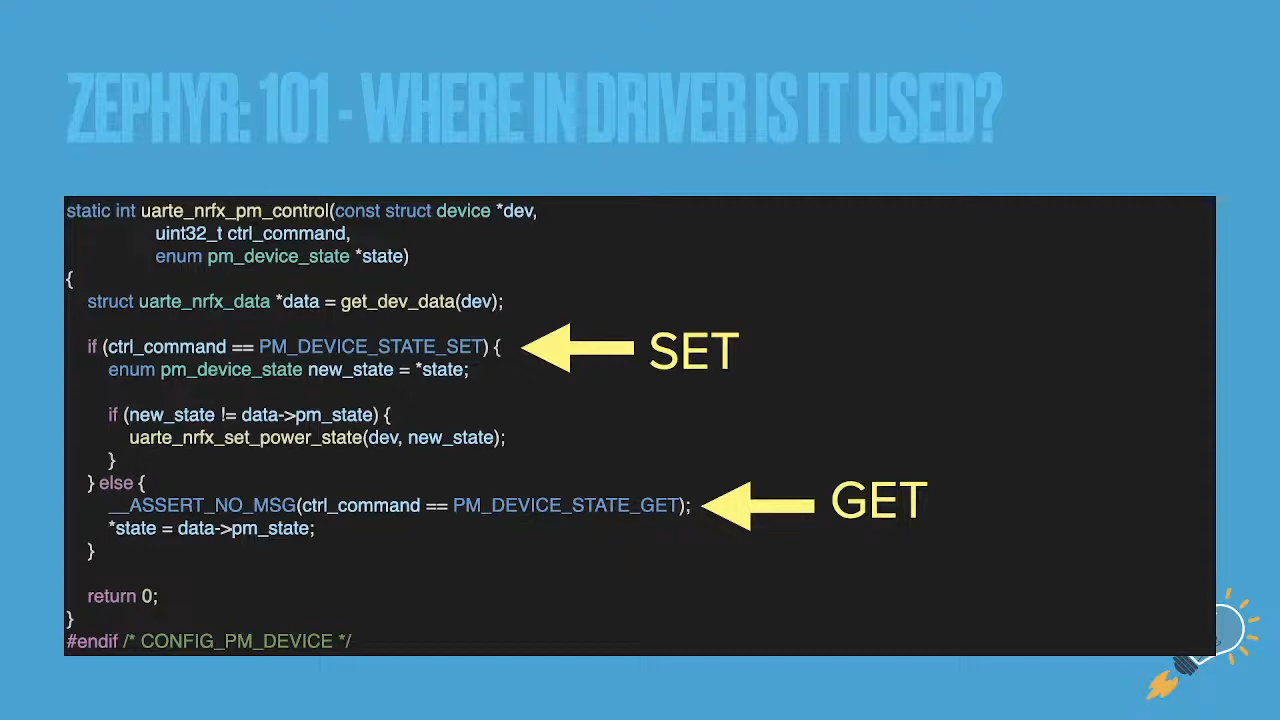 ZEPHYR: 101 - WHERE IN DRIVER IS IT USED?
static int uarte_nrfx_pm_control(const struct device *dev,
uint32_t ctrl_command,
enum pm_device_state *state)
{
struct uarte_nrfx_data *data = get_dev_data(dev);
if (ctrl_command == PM_DEVICE_STATE_SET) {
SET
enum pm_device_state new_state = *state;
if (new_state != data->pm_state) {
uarte_nrfx_set_power_state(dev, new_state);
}
} else {
__ASSERT_NO_MSG(ctrl_command == PM_DEVICE_STATE_GET);
GET
*state = data->pm_state;
}
return 0;
}
#endif /* CONFIG_PM_DEVICE */